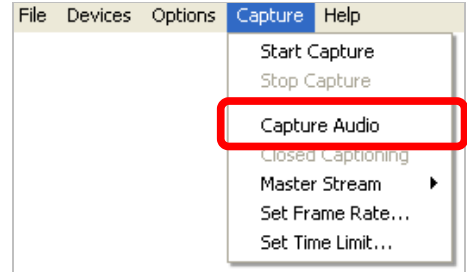 File Devices Options Capture Help
Start Capture
Stop Capture
Capture Audio
Closed Captioning
Master Stream
Set Frame Rate...
Set Time Limit...